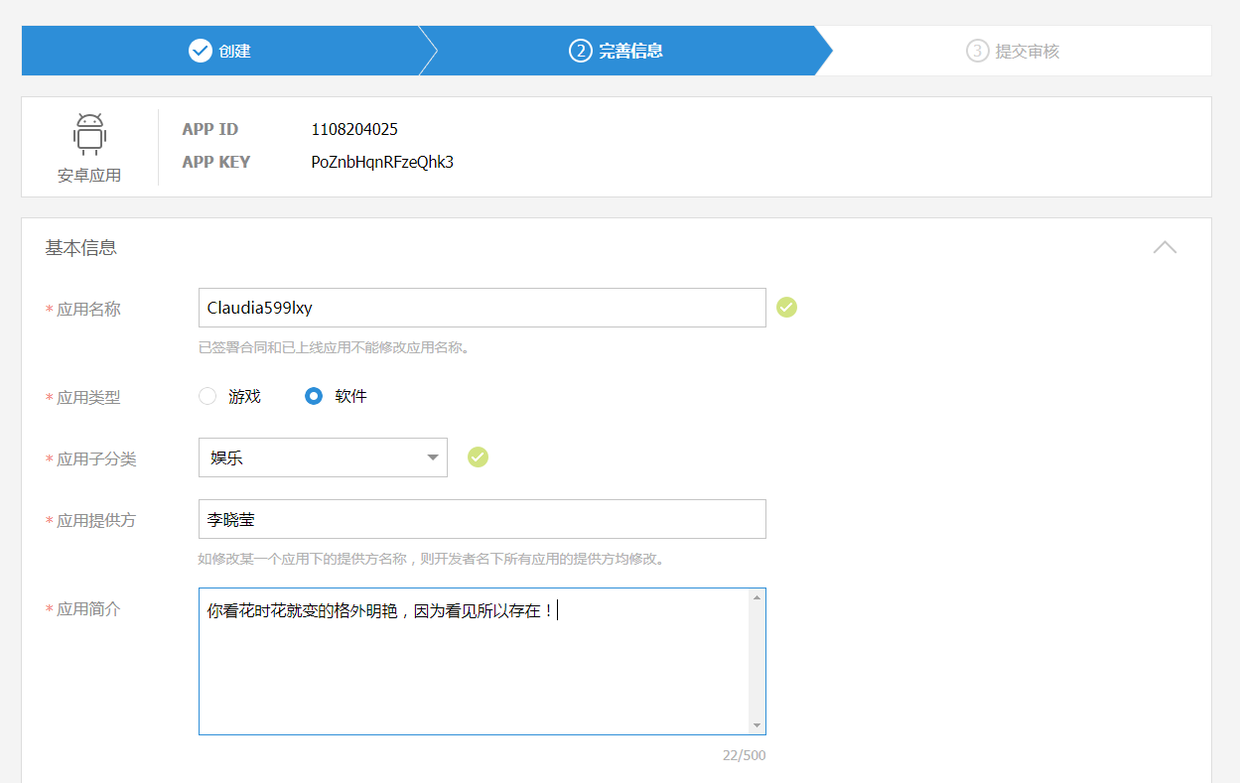 创建
② 完善信息
③ 提交审核
安卓应用
APP ID 1108204025
APP KEY PoZnbHqnRFzeQhk3
基本信息
* 应用名称 Claudia599lxy
已签署合同和已上线应用不能修改应用名称。
* 应用类型 游戏 软件
* 应用子分类 娱乐
* 应用提供方 李晓莹
如修改某一个应用下的提供方名称，则开发者名下所有应用的提供方均修改。
* 应用简介 你看花时花就变的格外明艳，因为看见所以存在！
22/500